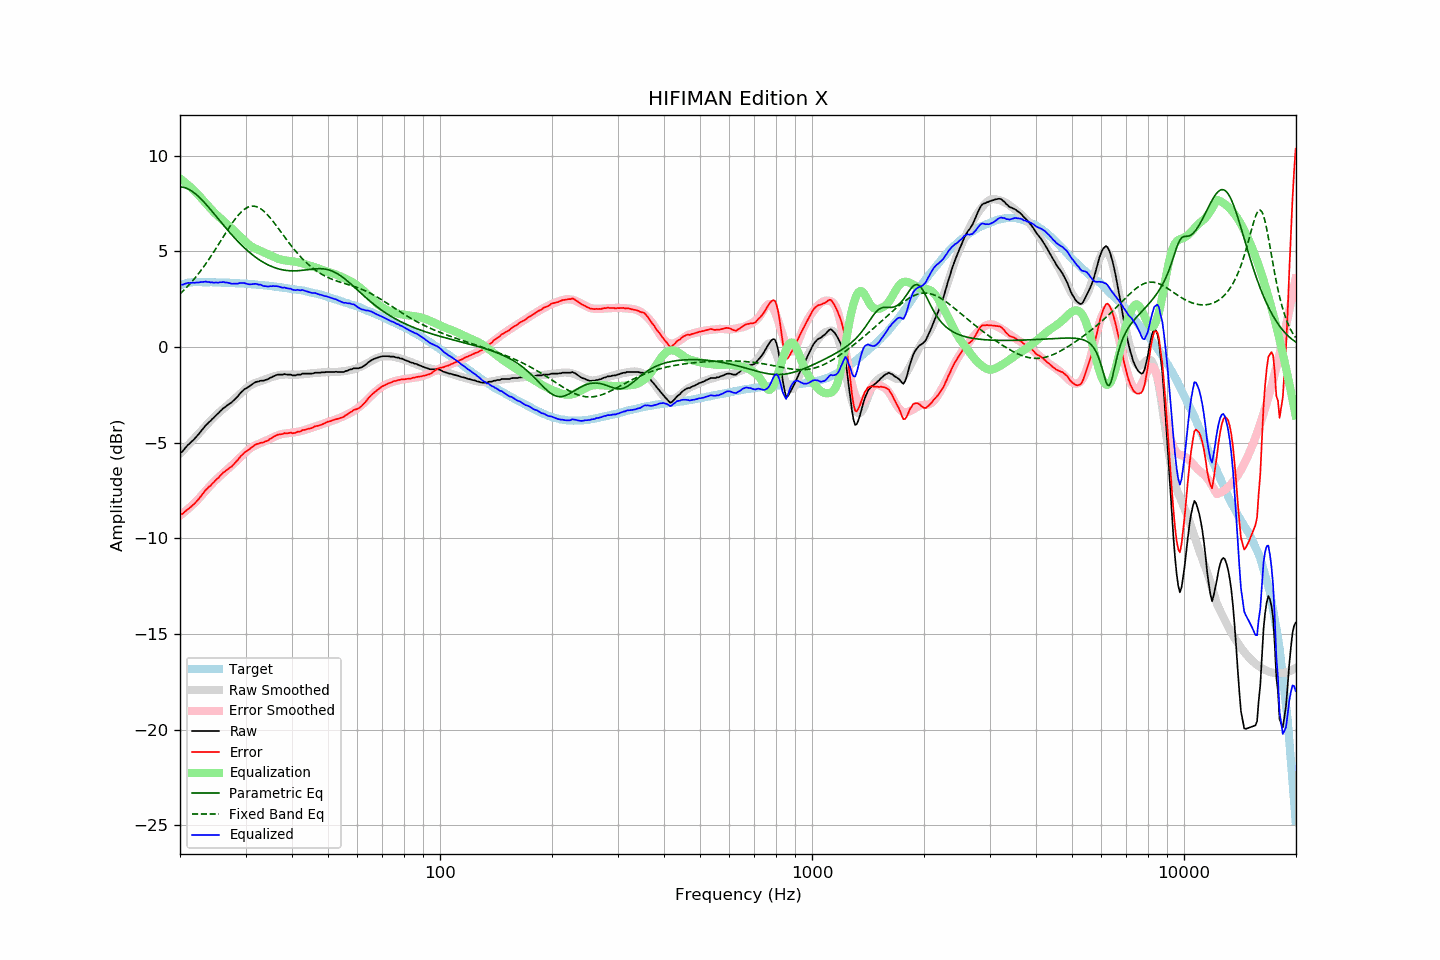 HIFIMAN Edition X
10
5
0
−5
−10
−15
−20
−25
Amplitude (dBr)
Target
Raw Smoothed
Error Smoothed
Raw
Error
Equalization
Parametric Eq
Fixed Band Eq
Equalized
100
1000
10000
Frequency (Hz)